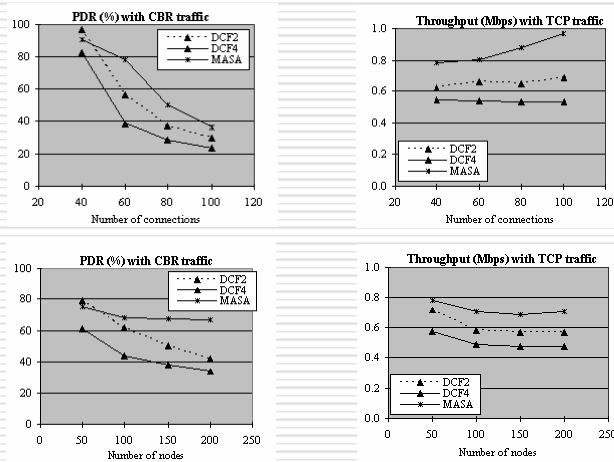 PDR (%) with CBR traffic
100
80
60
40
20
0
DCF2
DCF4
MASA
20 40 60 80 100 120
Number of connections
Throughput (Mbps) with TCP traffic
1.0
0.8
0.6
0.4
0.2
0.0
DCF2
DCF4
MASA
20 40 60 80 100 120
Number of connections
PDR (%) with CBR traffic
100
80
60
40
20
0
DCF2
DCF4
MASA
0 50 100 150 200 250
Number of nodes
Throughput (Mbps) with TCP traffic
1.0
0.8
0.6
0.4
0.2
0.0
DCF2
DCF4
MASA
0 50 100 150 200 250
Number of nodes